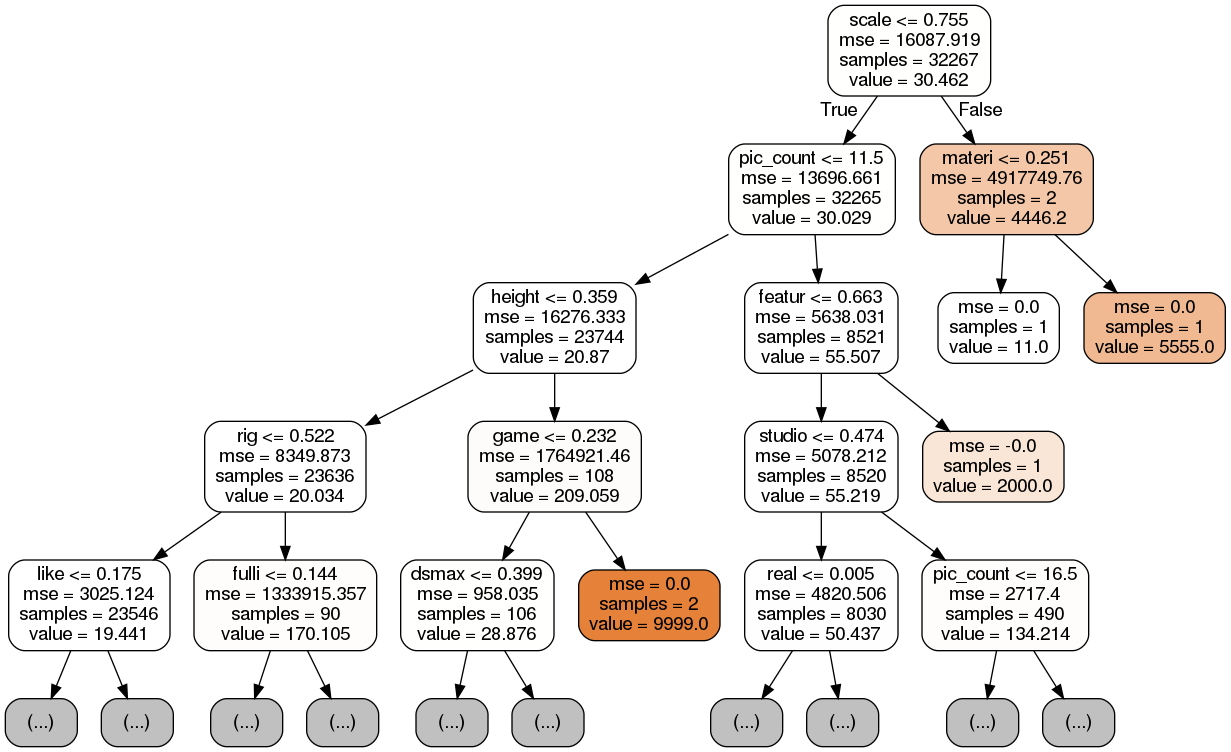 scale <= 0.755
mse = 16087.919
samples = 32267
value = 30.462
True
False
pic_count <= 11.5
mse = 13696.661
samples = 32265
value = 30.029
materi <= 0.251
mse = 4917749.76
samples = 2
value = 4446.2
height <= 0.359
mse = 16276.333
samples = 23744
value = 20.87
featur <= 0.663
mse = 5638.031
samples = 8521
value = 55.507
mse = 0.0
samples = 1
value = 11.0
mse = 0.0
samples = 1
value = 5555.0
rig <= 0.522
mse = 8349.873
samples = 23636
value = 20.034
game <= 0.232
mse = 1764921.46
samples = 108
value = 209.059
studio <= 0.474
mse = 5078.212
samples = 8520
value = 55.219
mse = -0.0
samples = 1
value = 2000.0
like <= 0.175
mse = 3025.124
samples = 23546
value = 19.441
fulli <= 0.144
mse = 1333915.357
samples = 90
value = 170.105
dsmax <= 0.399
mse = 958.035
samples = 106
value = 28.876
mse = 0.0
samples = 2
value = 9999.0
real <= 0.005
mse = 4820.506
samples = 8030
value = 50.437
pic_count <= 16.5
mse = 2717.4
samples = 490
value = 134.214
(...)
(...)
(...)
(...)
(...)
(...)
(...)
(...)
(...)
(...)